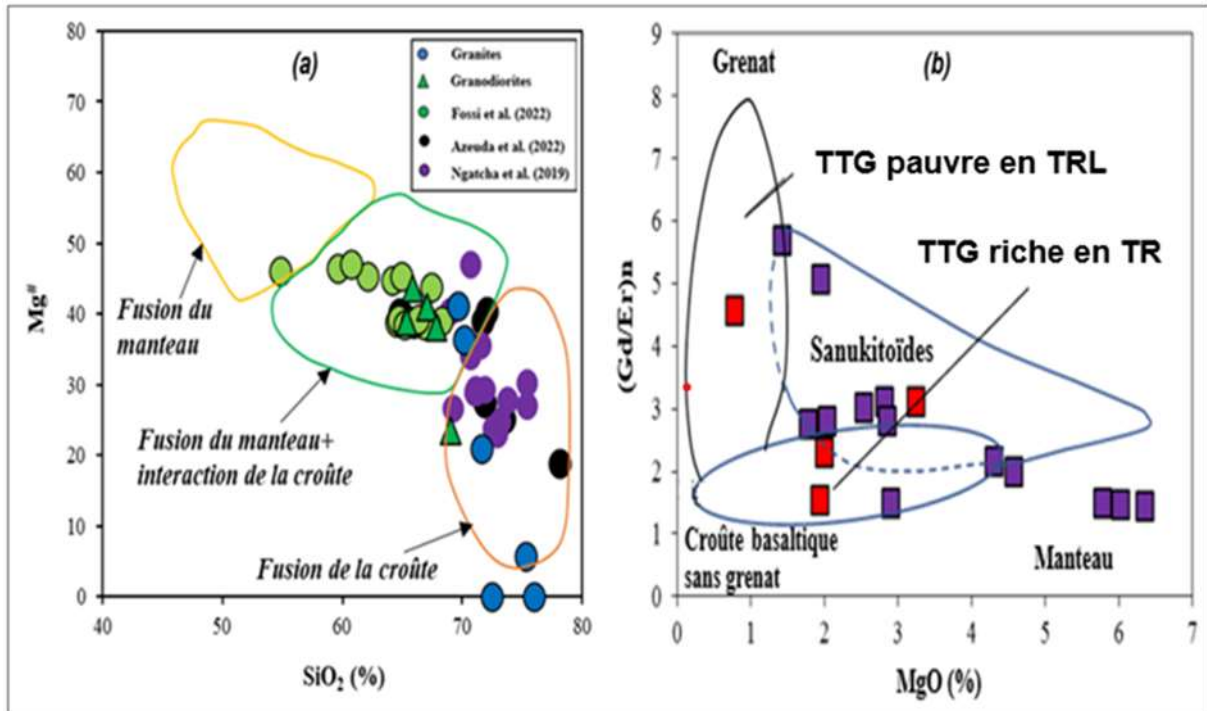 (a)
Granites
Granodiorites
Fossi et al. (2022)
Azeuda et al. (2022)
Ngatcha et al. (2019)
80
70
60
50
40
30
20
10
0
Mg#
Fusion du
manteau
Fusion du manteau+
interaction de la croûte
Fusion de la croûte
40
50
60
70
80
SiO2 (%)
(b)
9
8
7
6
5
4
3
2
1
0
(Gd/Er)n
Grenat
TTG pauvre en TRL
TTG riche en TR
Sanukitoïdes
Croûte basaltique
sans grenat
Manteau
0
1
2
3
4
5
6
7
MgO (%)